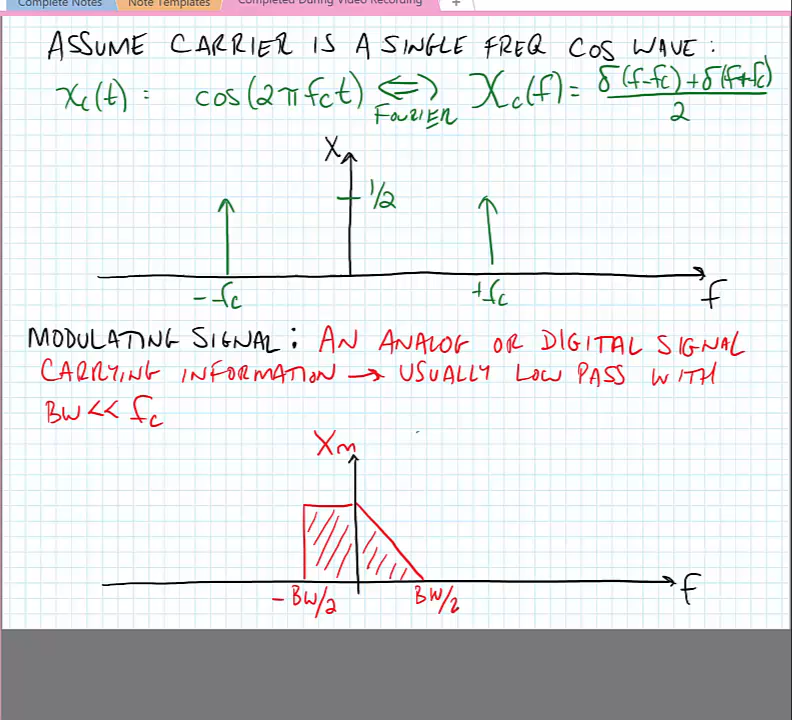 Complete Notes Note Templates Completed During Video Recording +
ASSUME CARRIER IS A SINGLE FREQ COS WAVE:
xc(t) = cos(2πfct) ⟺ Xc(f) = δ(f-fc)+δ(f+fc)
FOURIER
2
X
1/2
-fc +fc f
MODULATING SIGNAL: AN ANALOG OR DIGITAL SIGNAL
CARRYING INFORMATION → USUALLY LOW PASS WITH
BW << fc
Xm
-BW/2 BW/2 f